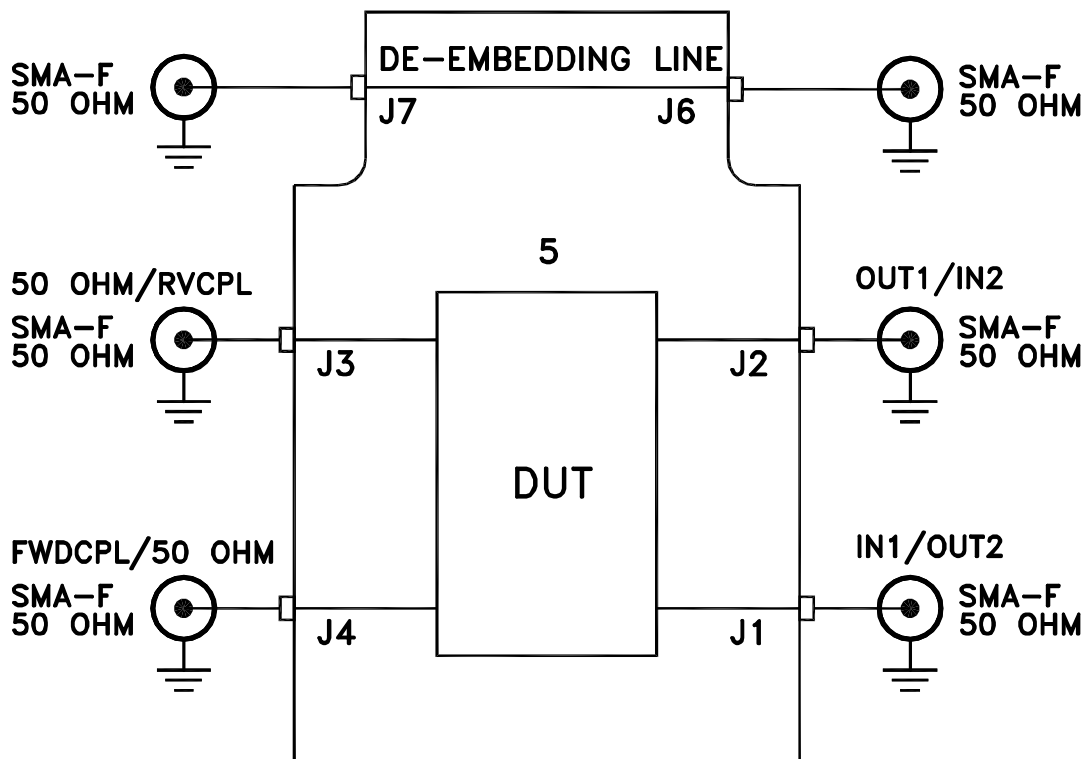 DE-EMBEDDING LINE
SMA-F
50 OHM
J7
J6
SMA-F
50 OHM
5
50 OHM/RVCPL
SMA-F
50 OHM
J3
OUT1/IN2
J2
SMA-F
50 OHM
DUT
FWDCPL/50 OHM
SMA-F
50 OHM
J4
IN1/OUT2
J1
SMA-F
50 OHM